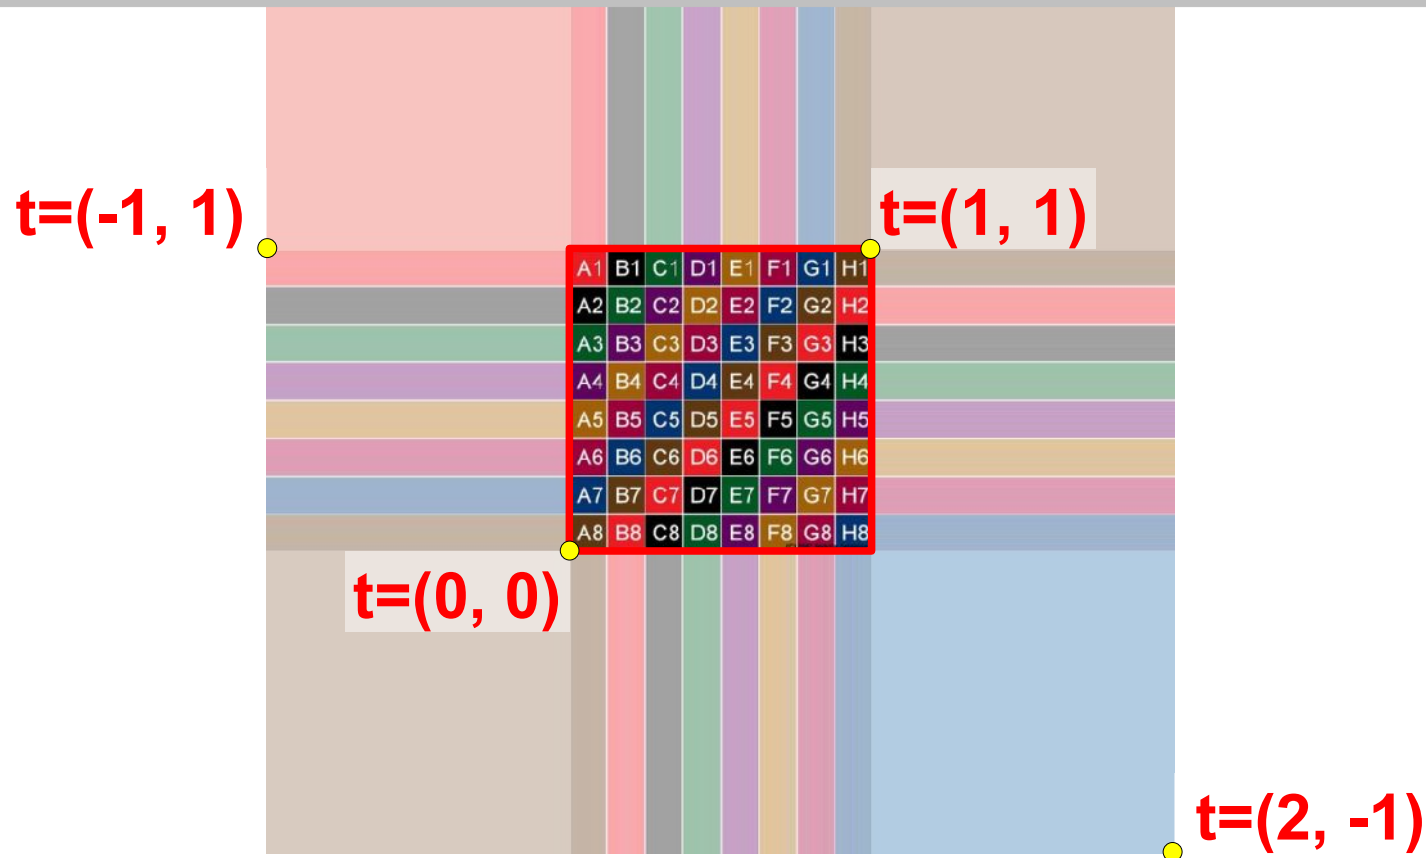 t=(-1, 1)
t=(1, 1)
A1 B1 C1 D1 E1 F1 G1 H1
A2 B2 C2 D2 E2 F2 G2 H2
A3 B3 C3 D3 E3 F3 G3 H3
A4 B4 C4 D4 E4 F4 G4 H4
A5 B5 C5 D5 E5 F5 G5 H5
A6 B6 C6 D6 E6 F6 G6 H6
A7 B7 C7 D7 E7 F7 G7 H7
A8 B8 C8 D8 E8 F8 G8 H8
t=(0, 0)
t=(2, -1)